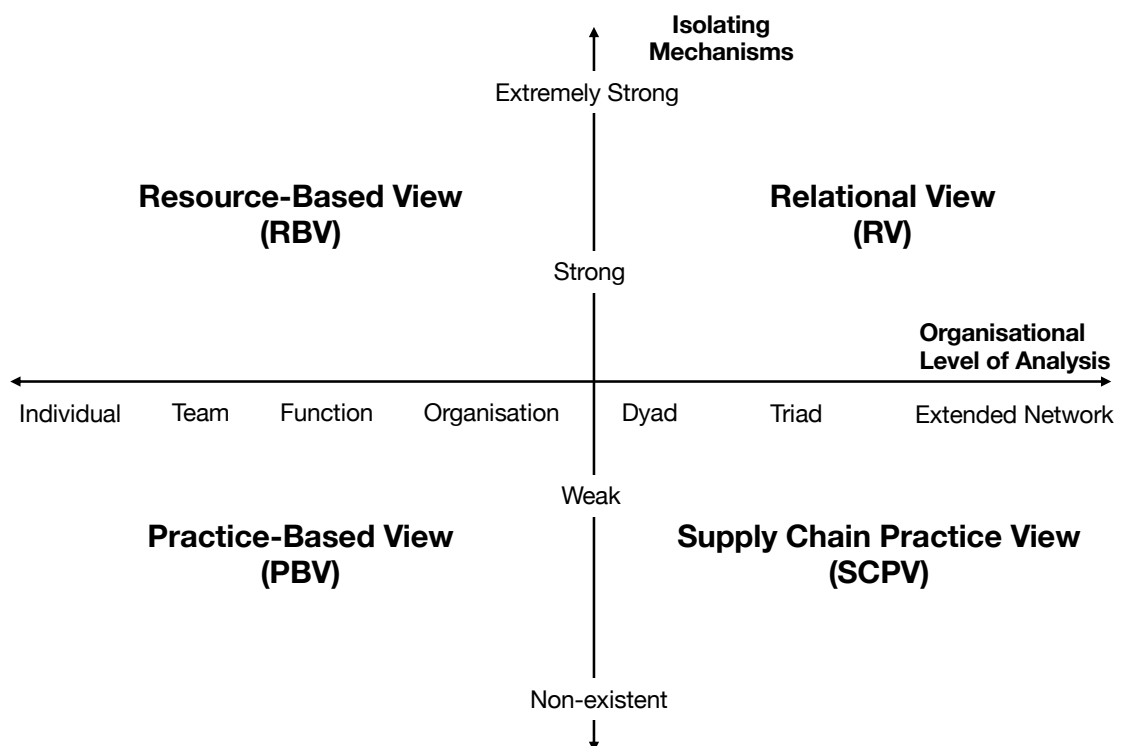 Isolating
Mechanisms
Extremely Strong
Resource-Based View
(RBV)
Relational View
(RV)
Strong
Organisational
Level of Analysis
Individual
Team
Function
Organisation
Dyad
Triad
Extended Network
Weak
Practice-Based View
(PBV)
Supply Chain Practice View
(SCPV)
Non-existent